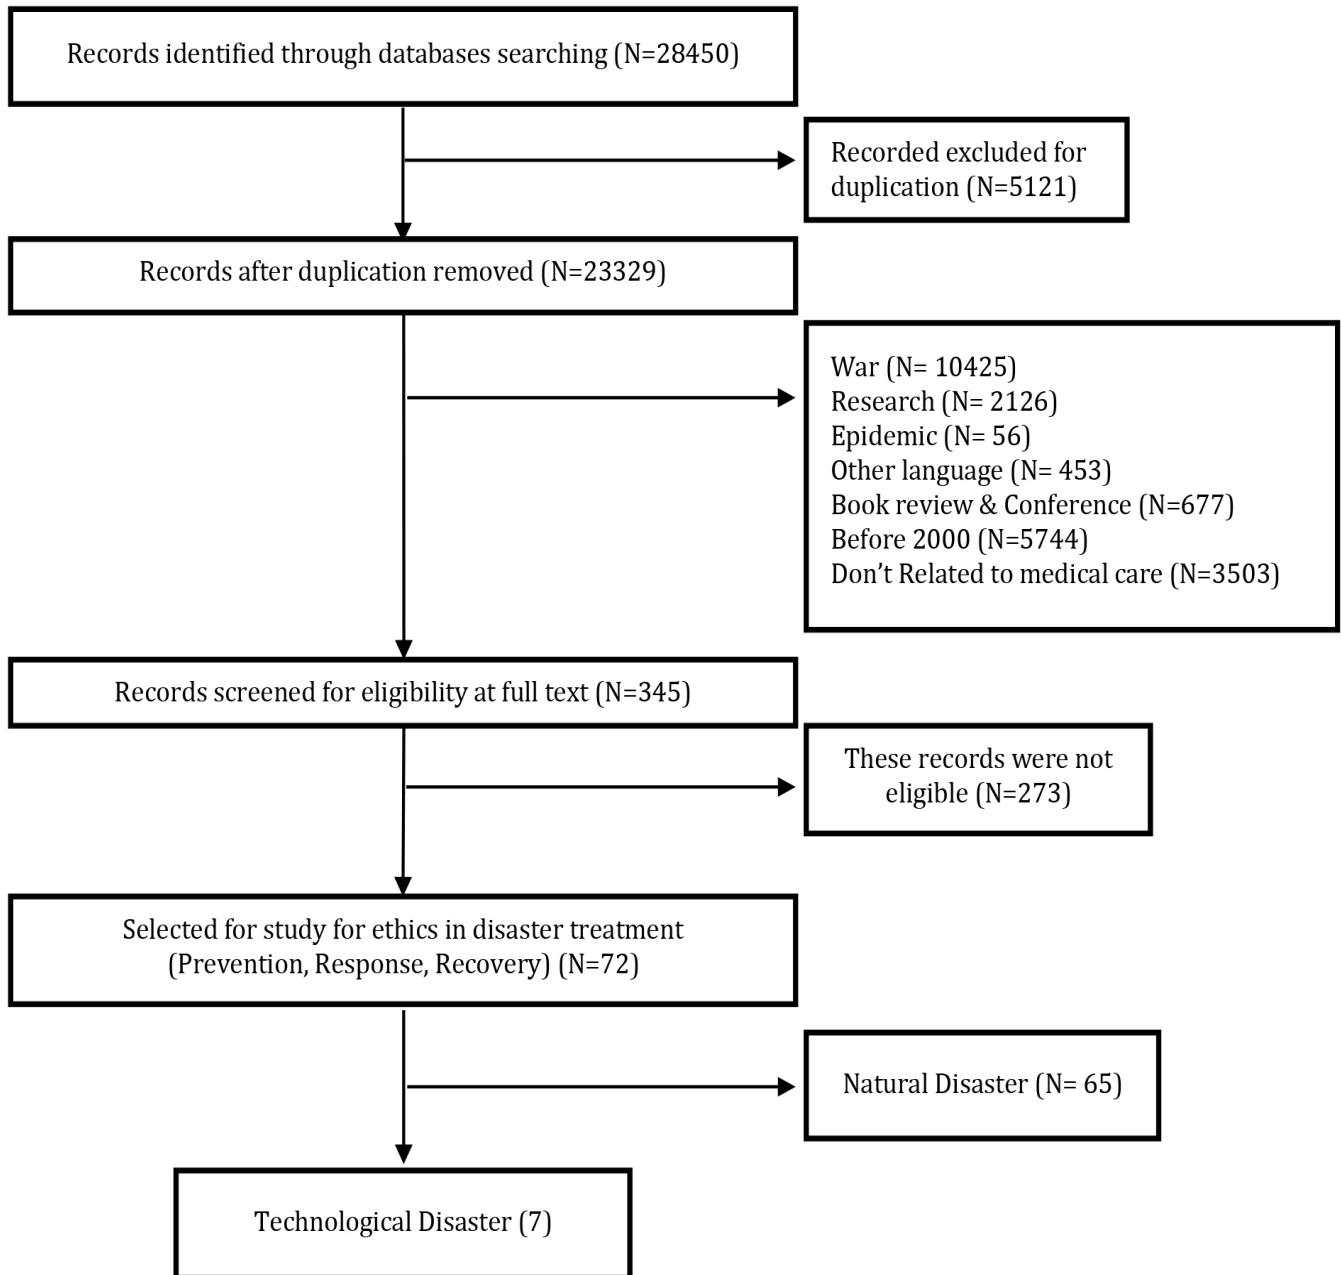 Records identified through databases searching (N=28450)
Recorded excluded for
duplication (N=5121)
Records after duplication removed (N=23329)
War (N= 10425)
Research (N= 2126)
Epidemic (N= 56)
Other language (N= 453)
Book review & Conference (N=677)
Before 2000 (N=5744)
Don’t Related to medical care (N=3503)
Records screened for eligibility at full text (N=345)
These records were not
eligible (N=273)
Selected for study for ethics in disaster treatment
(Prevention, Response, Recovery) (N=72)
Natural Disaster (N= 65)
Technological Disaster (7)